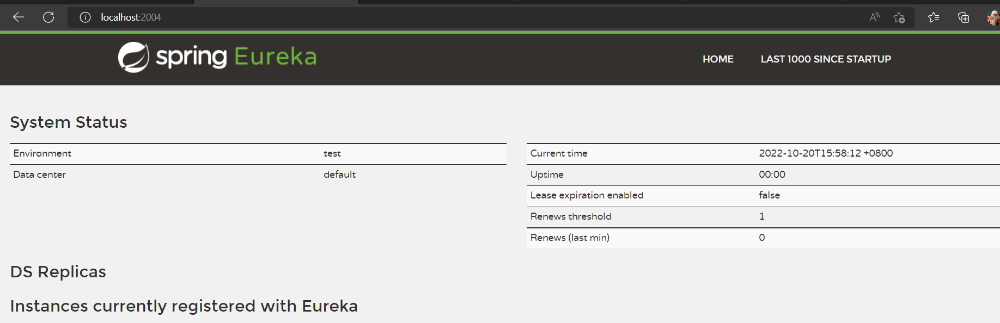 localhost:2004
spring Eureka
HOME LAST 1000 SINCE STARTUP
System Status
Environment test
Data center default
Current time 2022-10-20T15:58:12 +0800
Uptime 00:00
Lease expiration enabled false
Renews threshold 1
Renews (last min) 0
DS Replicas
Instances currently registered with Eureka